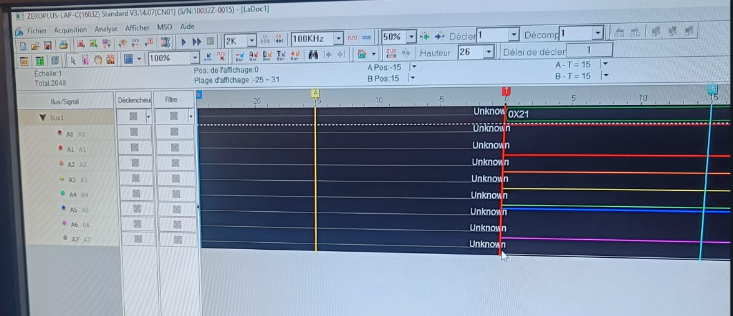 ZEROPLUS-LAP-C(16032) Standard V3.14.07(CN01) (S/N:10032Z-0015) - [LaDoc1]
Fichier Acquisition Analyse Afficher MSO Aide
2K 100KHz 50% Déclen 1 Décomp 1
100% Hauteur 26 Délai de décler 1
Echelle:1 Pos. de l'affichage:0 A Pos:-15 A - T = 15
Total:2048 Plage d'affichage:-25 ~ 31 B Pos:15 B - T = 15
Bus/Signal Déclencheu Filtre 20 15 10 5 5 10 15
A T B
Bus1 Unknow 0X21
A0 A0 Unknown
A1 A1 Unknown
A2 A2 Unknown
A3 A3 Unknown
A4 A4 Unknown
A5 A5 Unknown
A6 A6 Unknown
A7 A7 Unknown